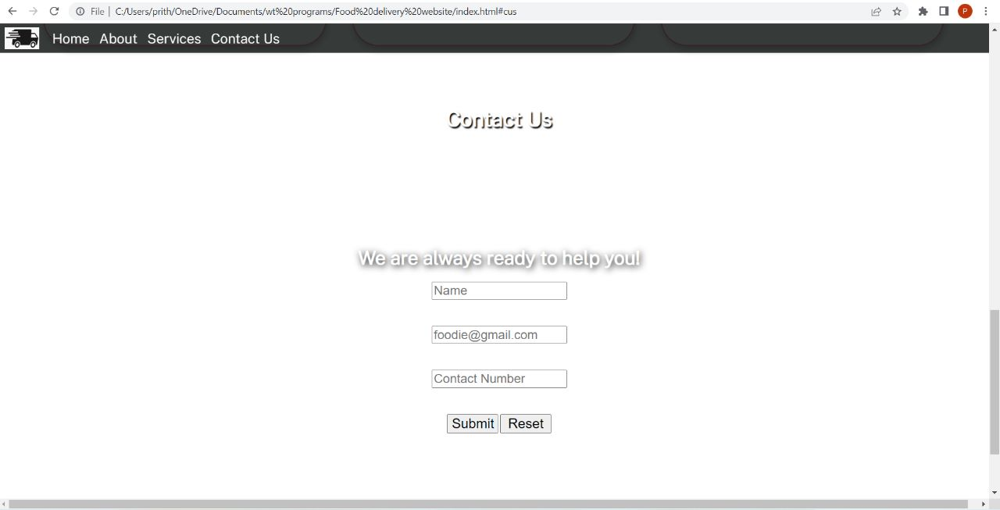 File | C:/Users/prith/OneDrive/Documents/wt%20programs/Food%20delivery%20website/index.html#cus
P
Home About Services Contact Us
Contact Us
We are always ready to help you!
Name
foodie@gmail.com
Contact Number
Submit Reset